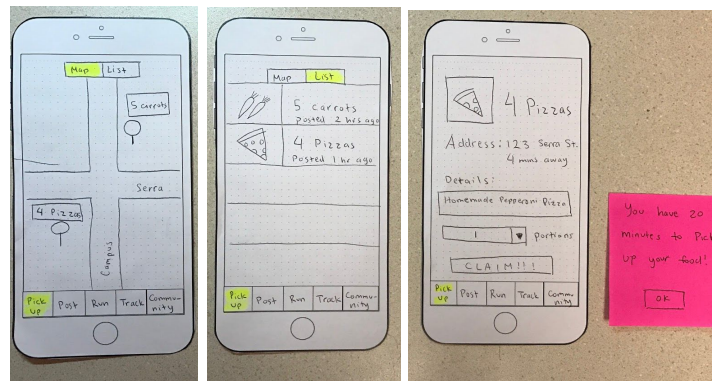 Map List
5 carrots
Serra
4 Pizzas
Campus
Pick up Post Run Track Commu-nity
Map List
5 carrots
Posted 2 hrs ago
4 Pizzas
Posted 1 hr ago
Pick up Post Run Track Commu-nity
4 Pizzas
Address: 123 Serra St.
4 mins away
Details:
Homemade Pepperoni Pizza
1 portions
CLAIM!!!
Pick up Post Run Track Commu-nity
You have 20
minutes to Pick
up your food!
OK